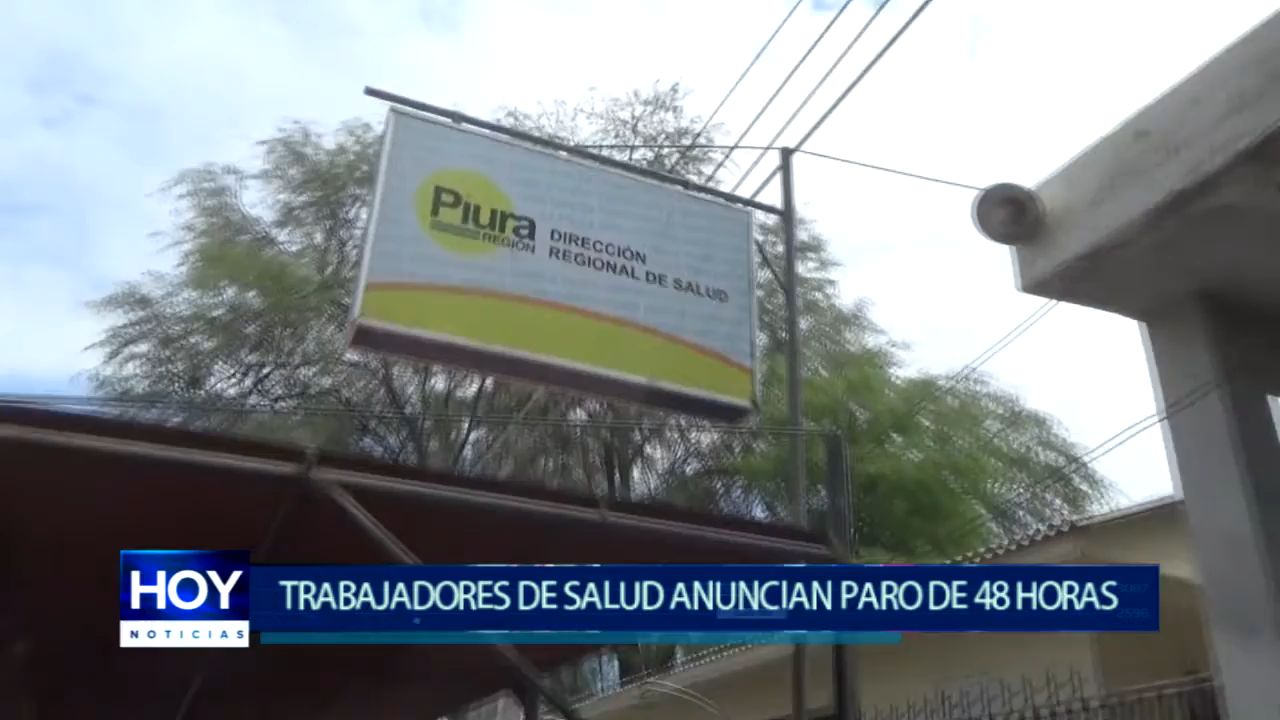 Piura
REGIÓN
DIRECCIÓN
REGIONAL DE SALUD
HOY
NOTICIAS
TRABAJADORES DE SALUD ANUNCIAN PARO DE 48 HORAS